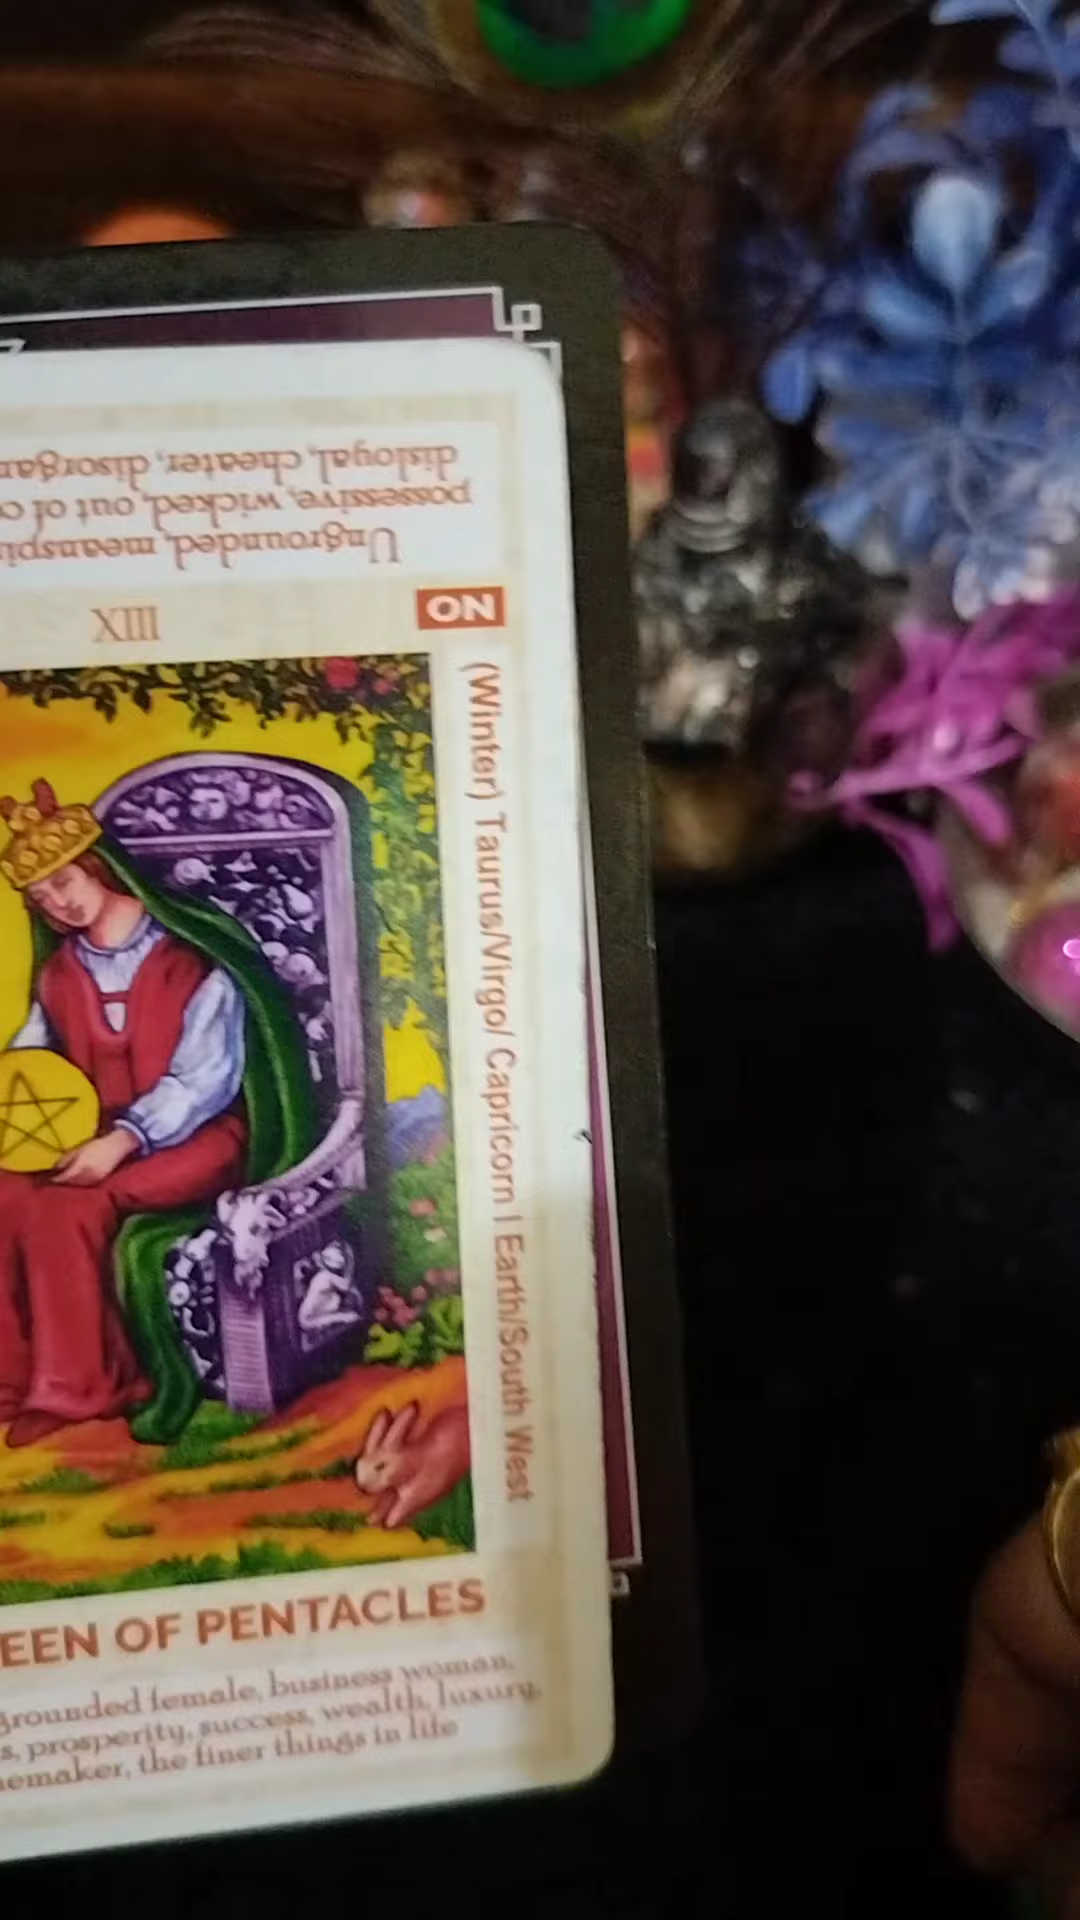 disloyal, cheater, disorgan
possessive, wicked, out of c
Ungrounded, meanspi
XIII
NO
(Winter) Taurus/Virgo/ Capricorn | Earth/South West
EEN OF PENTACLES
grounded female, business woman,
s, prosperity, success, wealth, luxury,
emaker, the finer things in life